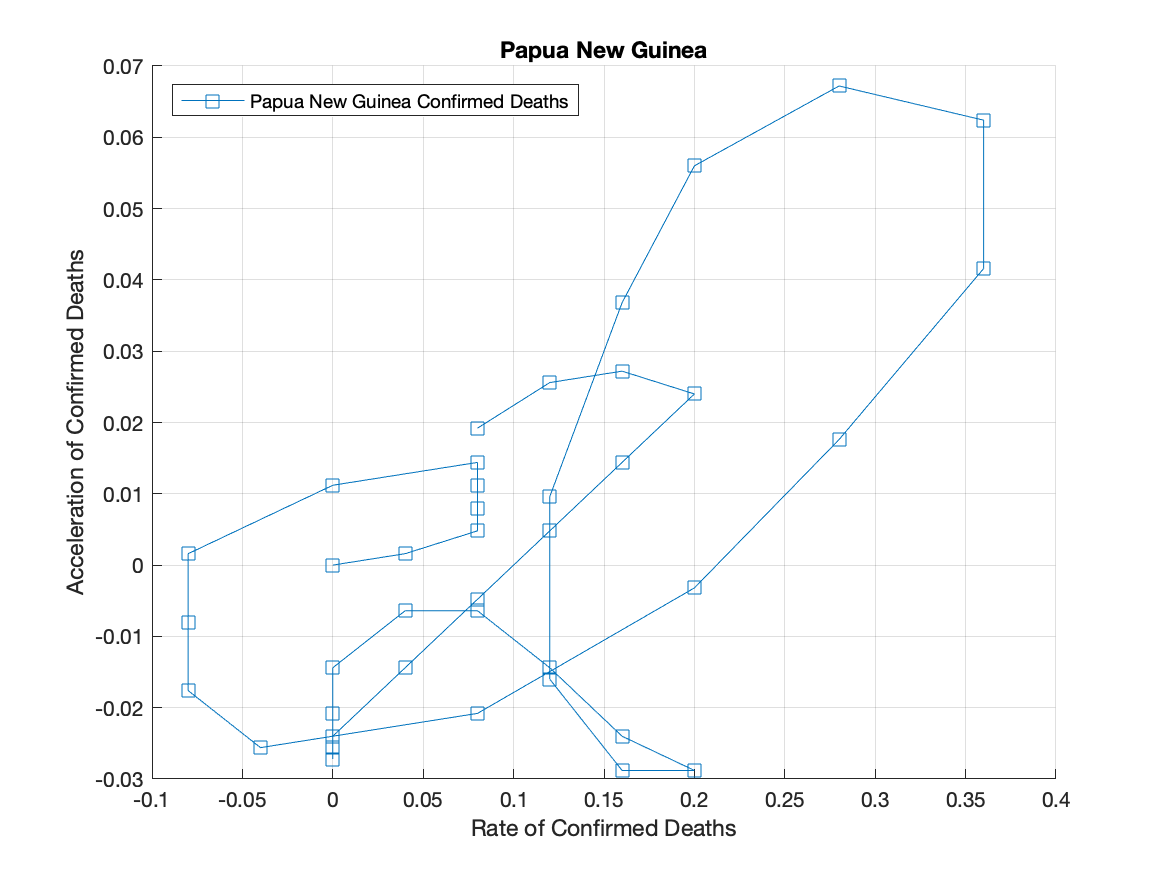 Papua New Guinea
Papua New Guinea Confirmed Deaths
0.07
0.06
0.05
0.04
0.03
0.02
0.01
0
-0.01
-0.02
-0.03
Acceleration of Confirmed Deaths
-0.1 -0.05 0 0.05 0.1 0.15 0.2 0.25 0.3 0.35 0.4
Rate of Confirmed Deaths